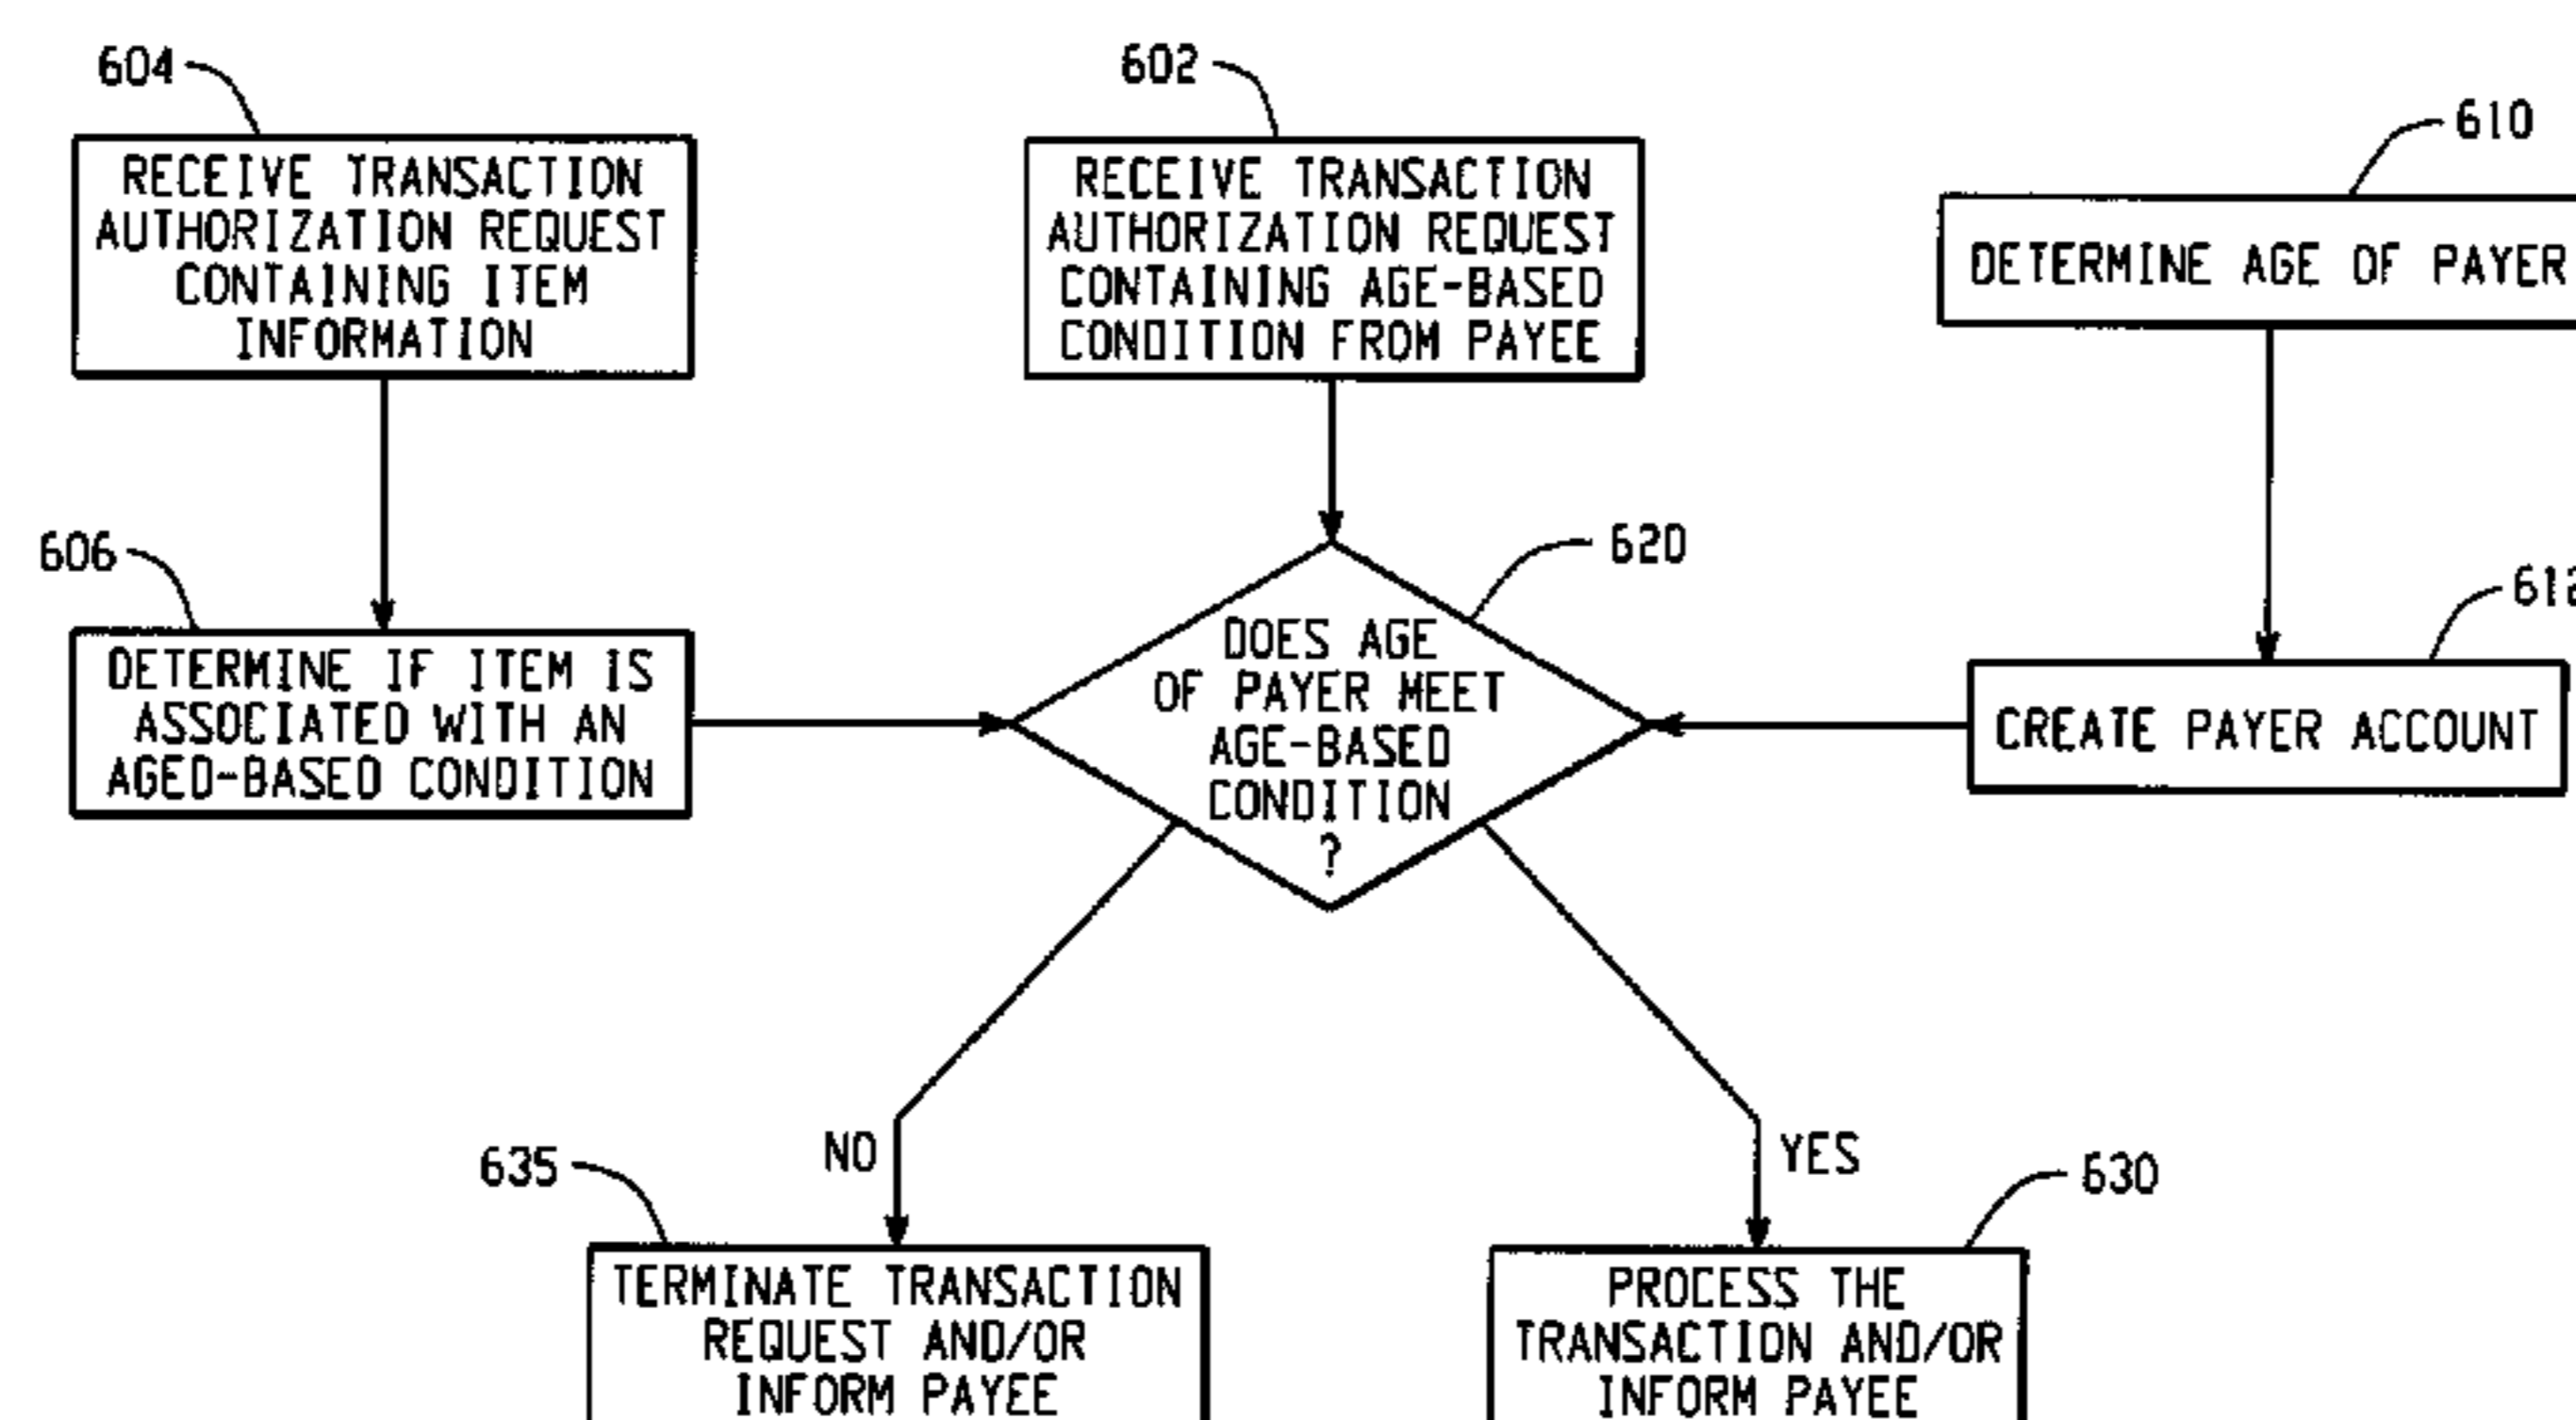 604
RECEIVE TRANSACTION
AUTHORIZATION REQUEST
CONTAINING ITEM
INFORMATION
602
RECEIVE TRANSACTION
AUTHORIZATION REQUEST
CONTAINING AGE-BASED
CONDITION FROM PAYEE
610
DETERMINE AGE OF PAYER
606
DETERMINE IF ITEM IS
ASSOCIATED WITH AN
AGED-BASED CONDITION
620
DOES AGE
OF PAYER MEET
AGE-BASED
CONDITION
?
612
CREATE PAYER ACCOUNT
NO
YES
635
TERMINATE TRANSACTION
REQUEST AND/OR
INFORM PAYEE
630
PROCESS THE
TRANSACTION AND/OR
INFORM PAYEE